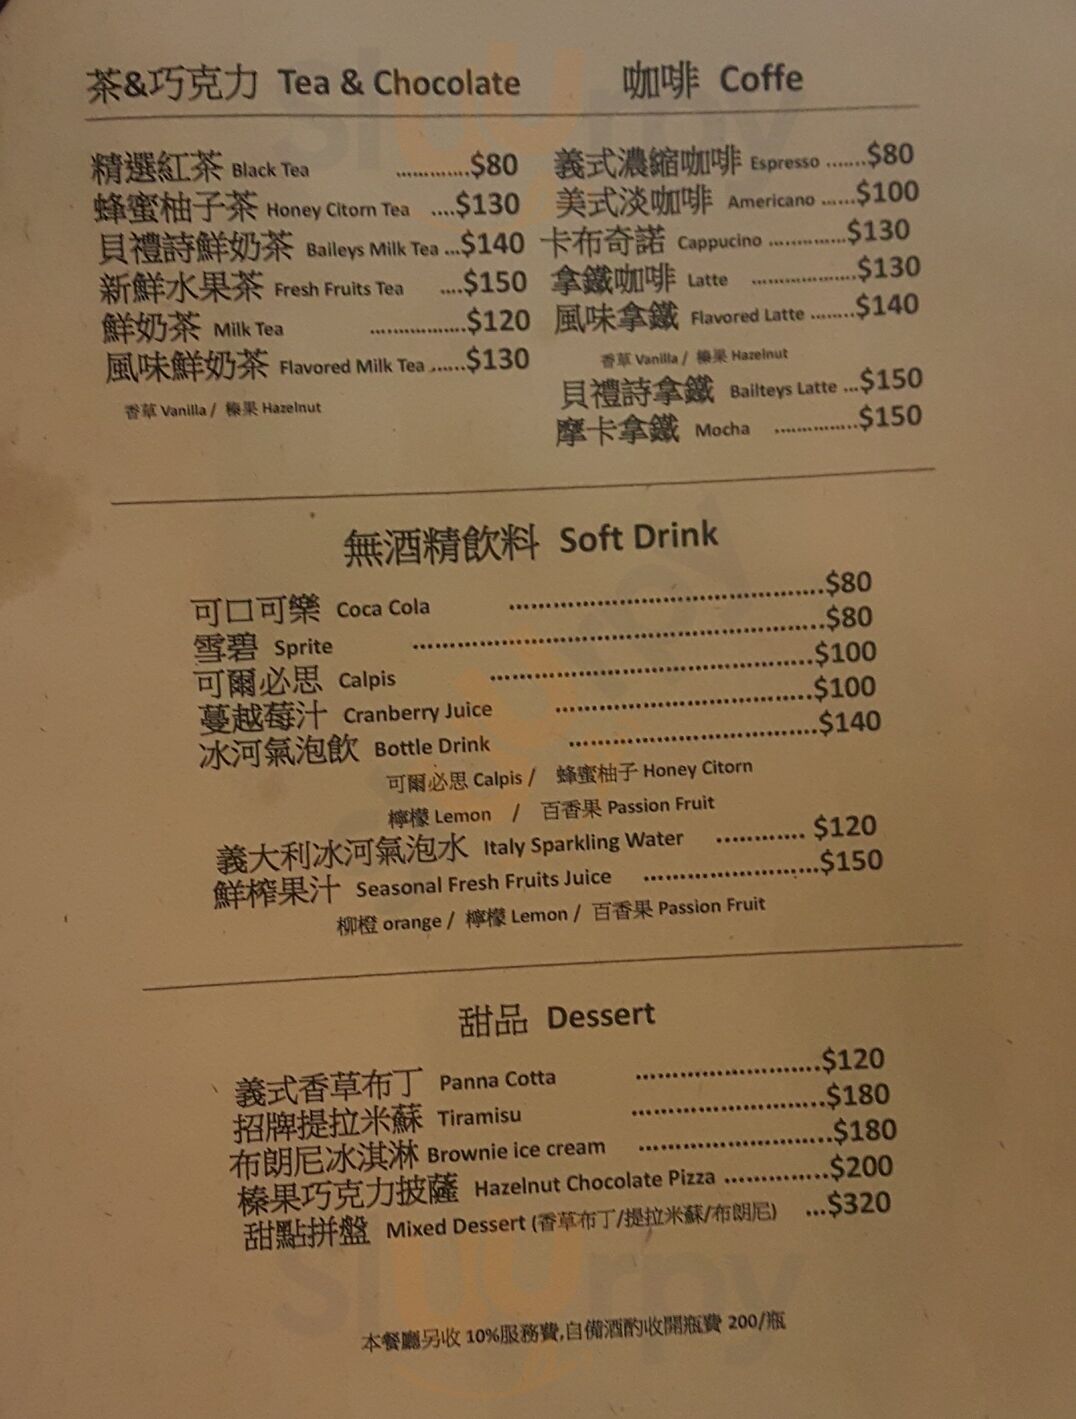 茶&巧克力 Tea & Chocolate
精選紅茶 Black Tea .............$80
蜂蜜柚子茶 Honey Citorn Tea ....$130
貝禮詩鮮奶茶 Baileys Milk Tea ...$140
新鮮水果茶 Fresh Fruits Tea ....$150
鮮奶茶 Milk Tea .................$120
風味鮮奶茶 Flavored Milk Tea ......$130
香草 Vanilla / 榛果 Hazelnut
咖啡 Coffe
義式濃縮咖啡 Espresso .......$80
美式淡咖啡 Americano ......$100
卡布奇諾 Cappucino ..............$130
拿鐵咖啡 Latte ...................$130
風味拿鐵 Flavored Latte ........$140
香草 Vanilla / 榛果 Hazelnut
貝禮詩拿鐵 Bailteys Latte ...$150
摩卡拿鐵 Mocha ...............$150
無酒精飲料 Soft Drink
可口可樂 Coca Cola ..........................................$80
雪碧 Sprite .......................................................$80
可爾必思 Calpis ...........................................$100
蔓越莓汁 Cranberry Juice ..................................$100
冰河氣泡飲 Bottle Drink .................................$140
可爾必思 Calpis / 蜂蜜柚子 Honey Citorn
檸檬 Lemon / 百香果 Passion Fruit
義大利冰河氣泡水 Italy Sparkling Water ............ $120
鮮榨果汁 Seasonal Fresh Fruits Juice .......................$150
柳橙 orange / 檸檬 Lemon / 百香果 Passion Fruit
甜品 Dessert
義式香草布丁 Panna Cotta ........................$120
招牌提拉米蘇 Tiramisu .........................$180
布朗尼冰淇淋 Brownie ice cream .........................$180
榛果巧克力披薩 Hazelnut Chocolate Pizza ..............$200
甜點拼盤 Mixed Dessert (香草布丁/提拉米蘇/布朗尼) ...$320
本餐廳另收 10%服務費,自備酒酌收開瓶費 200/瓶
Slurpy